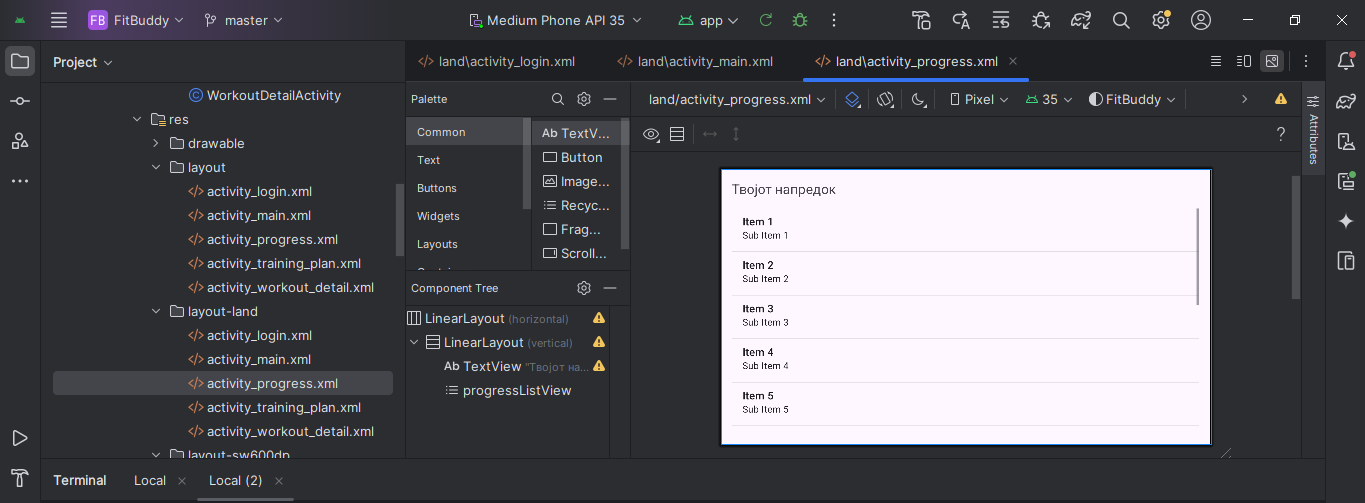 FB FitBuddy master Medium Phone API 35 app
Project
WorkoutDetailActivity
res
drawable
layout
activity_login.xml
activity_main.xml
activity_progress.xml
activity_training_plan.xml
activity_workout_detail.xml
layout-land
activity_login.xml
activity_main.xml
activity_progress.xml
activity_training_plan.xml
activity_workout_detail.xml
layout-sw600dp
land\activity_login.xml land\activity_main.xml land\activity_progress.xml
Palette
Common
Text
Buttons
Widgets
Layouts
Ab TextV...
Button
Image...
Recyc...
Frag...
Scroll...
Component Tree
LinearLayout (horizontal)
LinearLayout (vertical)
Ab TextView "Твојот на...
progressListView
land/activity_progress.xml Pixel 35 FitBuddy
?
Твојот напредок
Item 1
Sub Item 1
Item 2
Sub Item 2
Item 3
Sub Item 3
Item 4
Sub Item 4
Item 5
Sub Item 5
Attributes
Terminal Local Local (2)